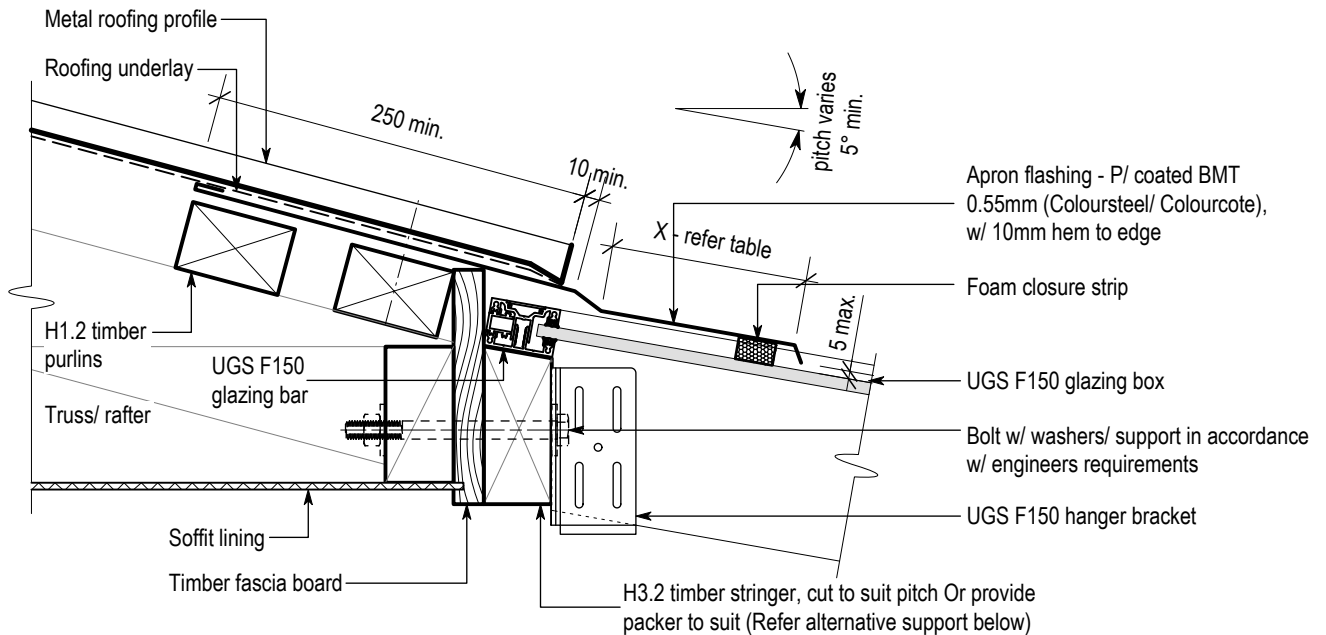 Metal roofing profile
Roofing underlay
250 min.
10 min.
pitch varies
5° min.
X - refer table
Apron flashing - P/ coated BMT
0.55mm (Coloursteel/ Colourcote),
w/ 10mm hem to edge
Foam closure strip
5 max.
H1.2 timber
purlins
UGS F150
glazing bar
Truss/ rafter
UGS F150 glazing box
Bolt w/ washers/ support in accordance
w/ engineers requirements
UGS F150 hanger bracket
Soffit lining
Timber fascia board
H3.2 timber stringer, cut to suit pitch Or provide
packer to suit (Refer alternative support below)